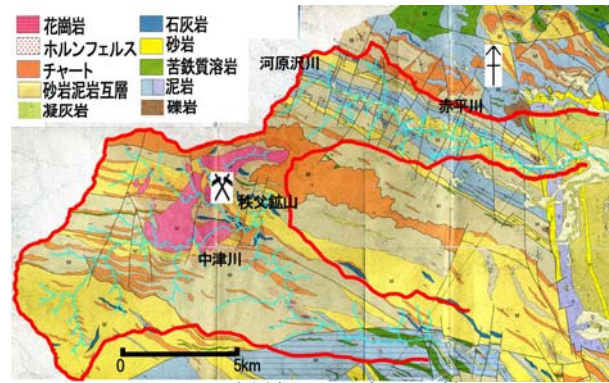 花崗岩
ホルンフェルス
チャート
砂岩泥岩互層
凝灰岩
石灰岩
砂岩
苦鉄質溶岩
泥岩
礫岩
河原沢川
赤平川
秩父鉱山
中津川
0 5km